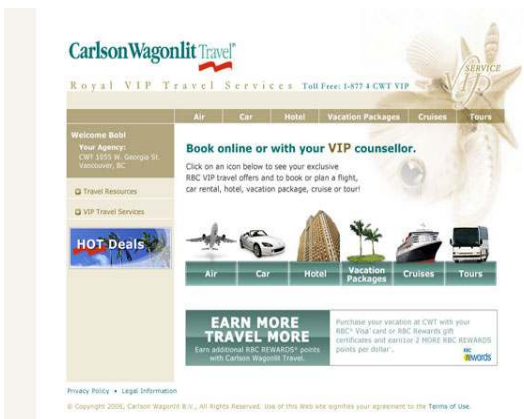 Carlson Wagonlit Travel®
Royal VIP Travel Services Toll Free: 1-877 4 CWT VIP
VIP SERVICE
Air Car Hotel Vacation Packages Cruises Tours
Welcome Bob!
Your Agency:
CWT 1055 W. Georgia St.
Vancouver, BC
Travel Resources
VIP Travel Services
HOT Deals
Book online or with your VIP counsellor.
Click on an icon below to see your exclusive
RBC VIP travel offers and to book or plan a flight,
car rental, hotel, vacation package, cruise or tour!
Air Car Hotel Vacation Packages Cruises Tours
EARN MORE
TRAVEL MORE
Earn additional RBC REWARDS® points
with Carlson Wagonlit Travel.
Purchase your vacation at CWT with your
RBC® Visa* card or RBC Rewards gift
certificates and 2 MORE RBC REWARDS
points per dollar
RBC
Rewards
Privacy Policy • Legal Information
© Copyright 2006, Carlson Wagonlit B.V., All Rights Reserved. Use of this Web site signifies your agreement to the Terms of Use.